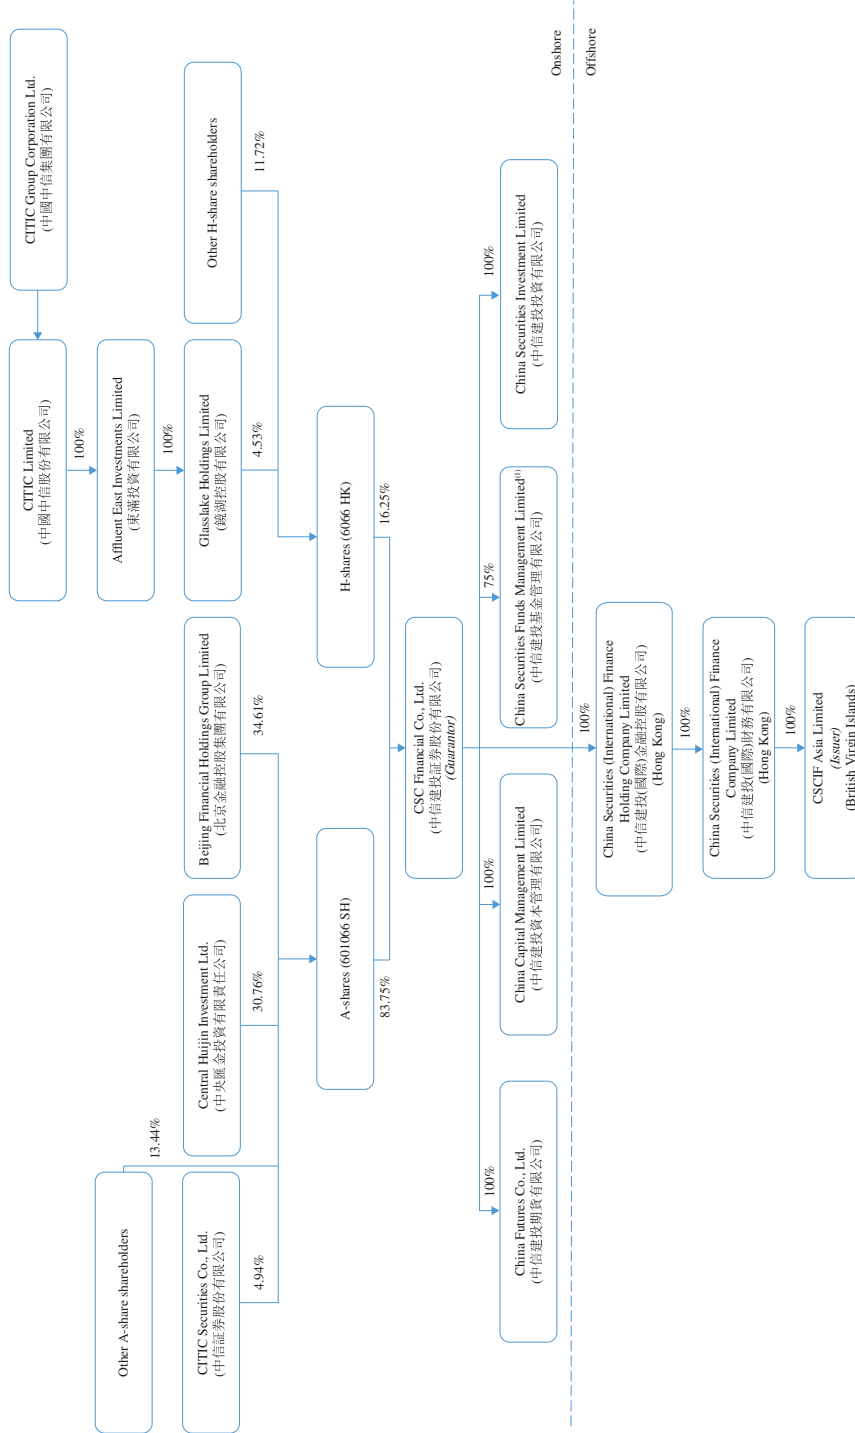 CITIC Group Corporation Ltd.
(中國中信集團有限公司)
CITIC Limited
(中國中信股份有限公司)
100%
Other A-share shareholders
13.44%
Affluent East Investments Limited
(東滿投資有限公司)
100%
CITIC Securities Co., Ltd.
(中信証券股份有限公司)
4.94%
Central Huijin Investment Ltd.
(中央匯金投資有限責任公司)
30.76%
Beijing Financial Holdings Group Limited
(北京金融控股集團有限公司)
34.61%
Glasslake Holdings Limited
(鏡湖控股有限公司)
4.53%
Other H-share shareholders
11.72%
A-shares (601066 SH)
83.75%
H-shares (6066 HK)
16.25%
CSC Financial Co., Ltd.
(中信建投証券股份有限公司)
(Guarantor)
100%
100%
75%
100%
China Futures Co., Ltd.
(中信建投期貨有限公司)
China Capital Management Limited
(中信建投資本管理有限公司)
China Securities Funds Management Limited(1)
(中信建投基金管理有限公司)
China Securities Investment Limited
(中信建投投資有限公司)
Onshore
Offshore
100%
China Securities (International) Finance
Holding Company Limited
(中信建投(國際)金融控股有限公司)
(Hong Kong)
100%
China Securities (International) Finance
Company Limited
(中信建投(國際)財務有限公司)
(Hong Kong)
100%
CSCIF Asia Limited
(Issuer)
(British Virgin Islands)